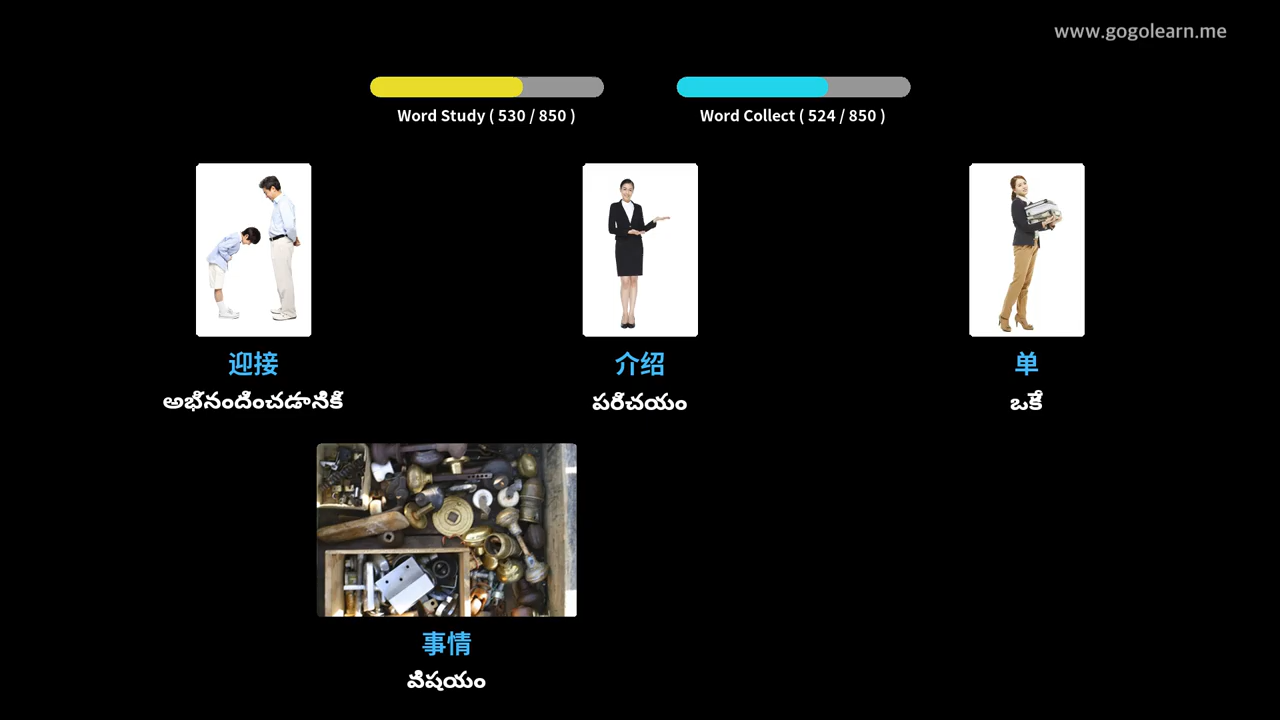 www.gogolearn.me
Word Study ( 530 / 850 )
Word Collect ( 524 / 850 )
迎接
介绍
单
అభినందించడానికి
పరిచయం
ఒకే
事情
విషయం